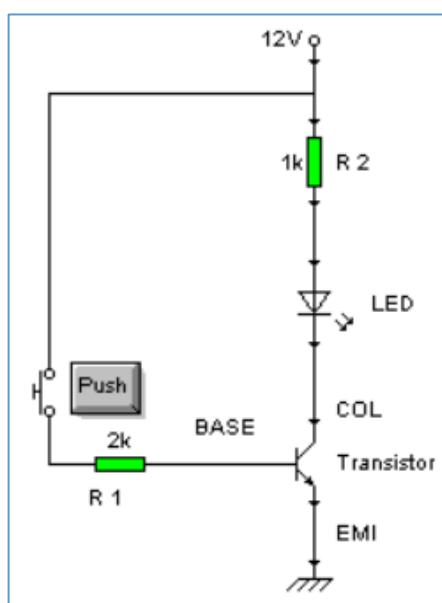 12V
1k R 2
LED
Push
COL
BASE
2k
Transistor
R 1
EMI